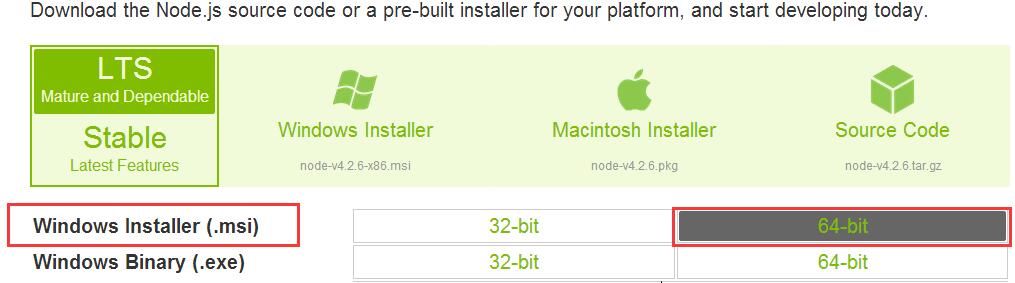 Download the Node.js source code or a pre-built installer for your platform, and start developing today.
LTS
Mature and Dependable
Stable
Latest Features
Windows Installer
node-v4.2.6-x86.msi
Macintosh Installer
node-v4.2.6.pkg
Source Code
node-v4.2.6.tar.gz
Windows Installer (.msi) 32-bit 64-bit
Windows Binary (.exe) 32-bit 64-bit